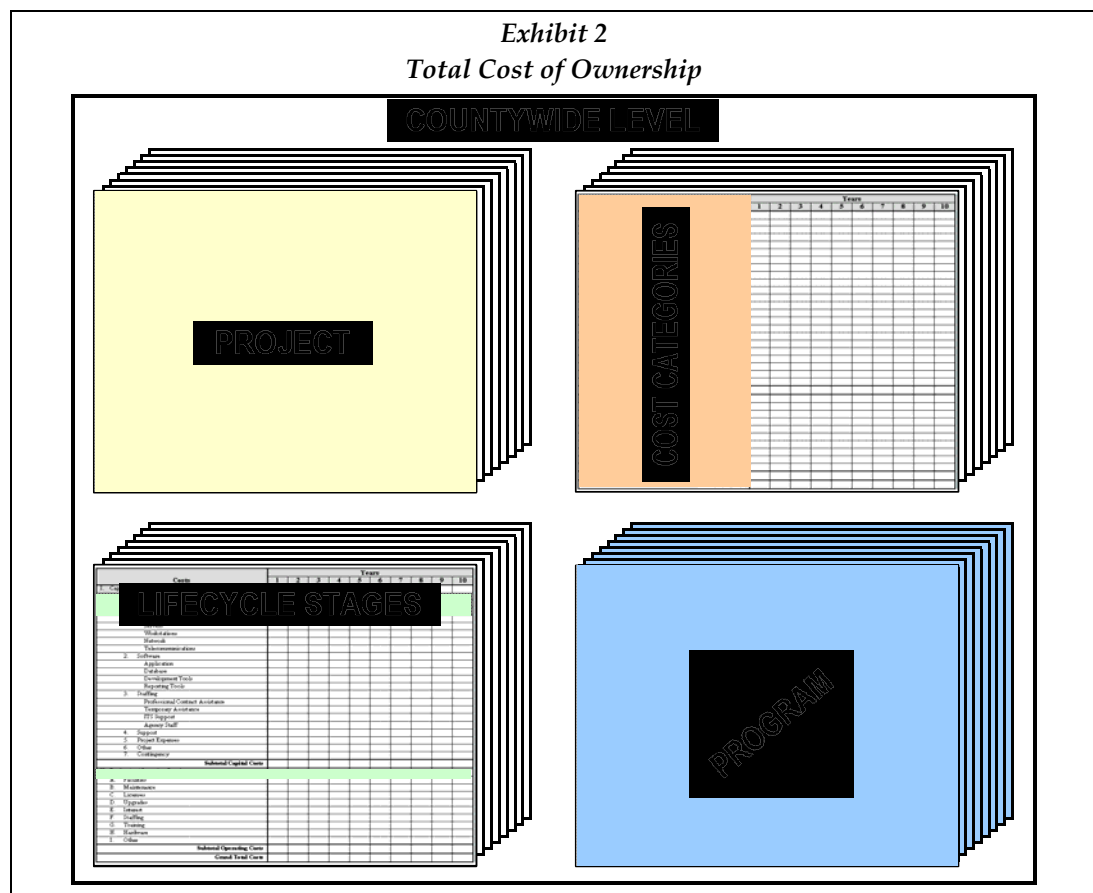 Exhibit 2
Total Cost of Ownership
COUNTYWIDE LEVEL
PROJECT
COST CATEGORIES
Years
1 2 3 4 5 6 7 8 9 10
LIFECYCLE STAGES
Years
Costs 1 2 3 4 5 6 7 8 9 10
Workstations
Network
Telecommunications
2. Software
Application
Database
Development Tools
Reporting Tools
3. Staffing
Professional Contract Assistance
Temporary Assistance
ITS Support
Agency Staff
4. Support
5. Project Expenses
6. Other
7. Contingency
Subtotal Capital Costs
B. Maintenance
C. Licenses
D. Upgrades
E. Interest
F. Staffing
G. Training
H. Hardware
I. Other
Subtotal Operating Costs
Grand Total Costs
PROGRAM